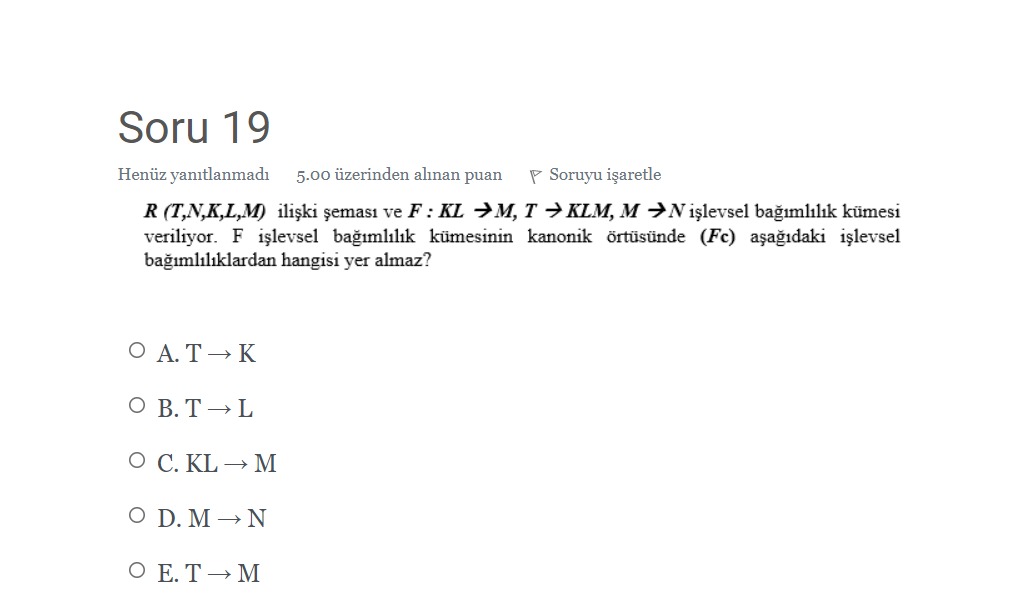 Soru 19
Henüz yanıtlanmadı 5.00 üzerinden alınan puan Soruyu işaretle
R (T,N,K,L,M) ilişki şeması ve F : KL → M, T → KLM, M → N işlevsel bağımlılık kümesi
veriliyor. F işlevsel bağımlılık kümesinin kanonik örtüsünde (Fc) aşağıdaki işlevsel
bağımlılıklardan hangisi yer almaz?
A. T → K
B. T → L
C. KL → M
D. M → N
E. T → M